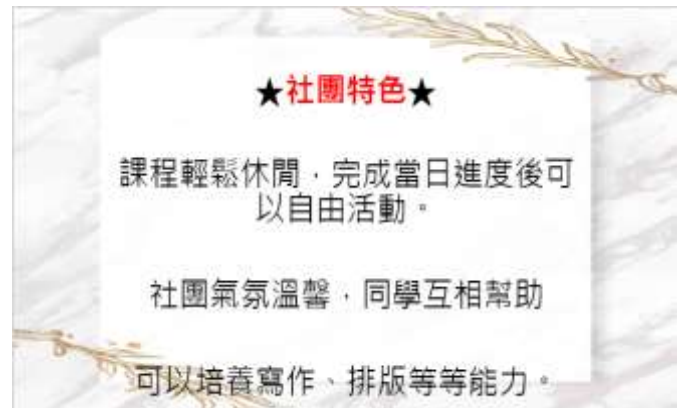 ★社團特色★
課程輕鬆休閒，完成當日進度後可
以自由活動。
社團氣氛溫馨，同學互相幫助
可以培養寫作、排版等等能力。